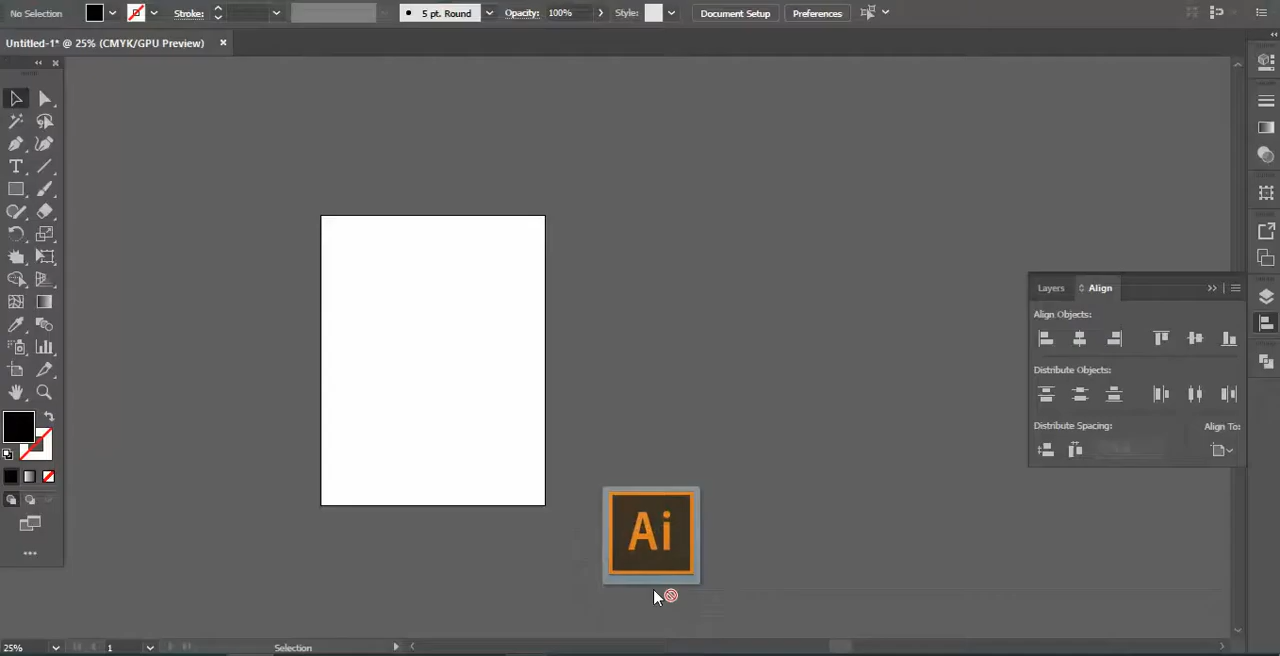 No Selection Stroke: 5 pt. Round Opacity: 100% Style: Document Setup Preferences
Untitled-1* @ 25% (CMYK/GPU Preview) ×
T
Layers Align
Align Objects:
Distribute Objects:
Distribute Spacing: Align To:
Ai
25% 1 Selection